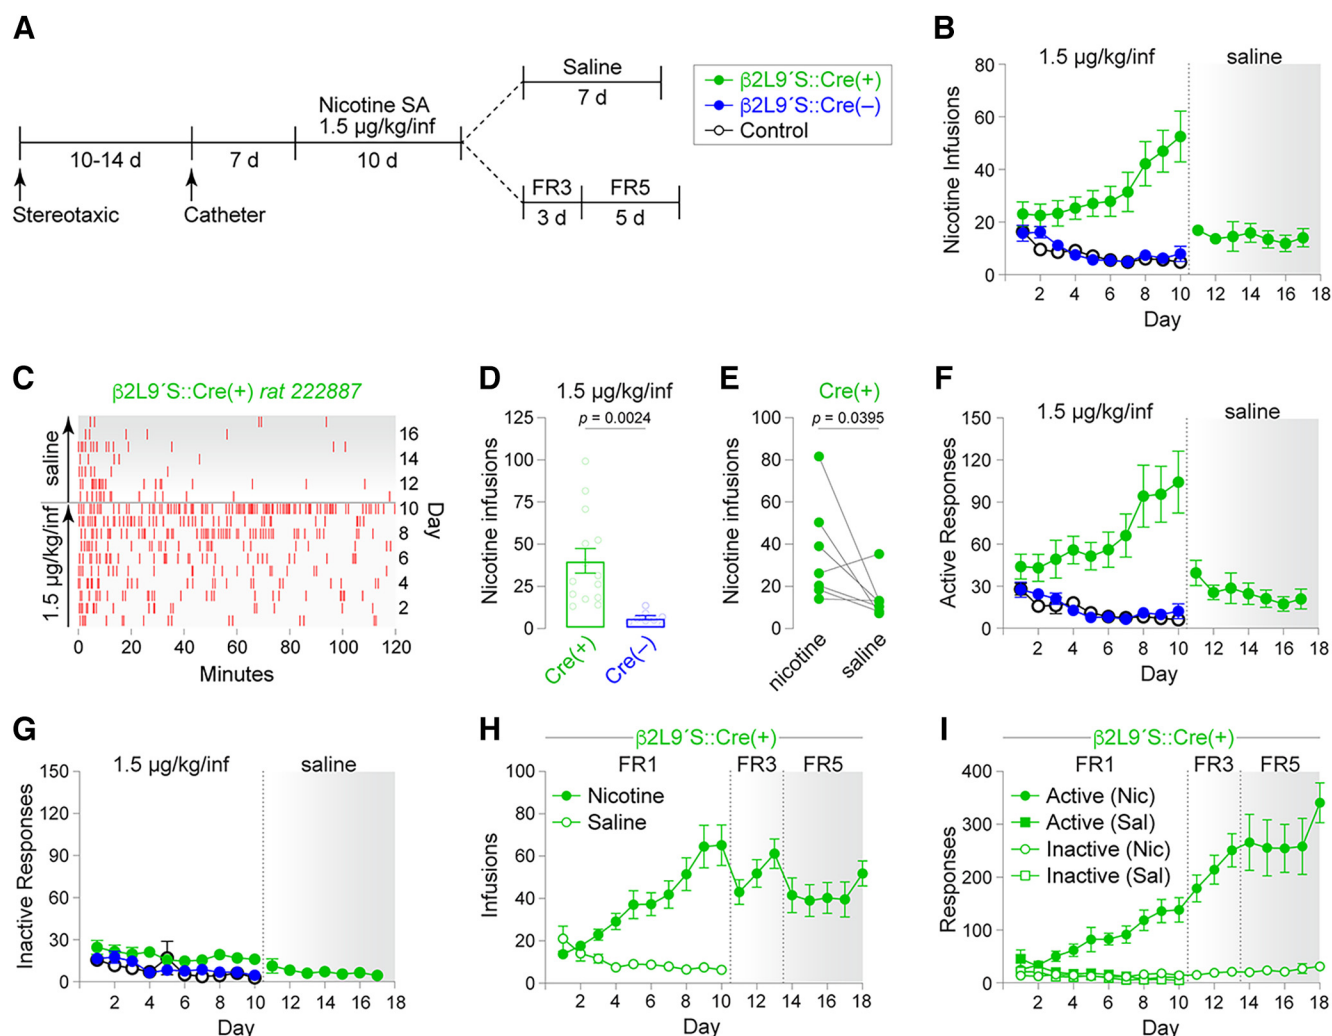 A
Saline
7 d
Nicotine SA
1.5 µg/kg/inf
10-14 d
7 d
10 d
FR3
FR5
3 d
5 d
Stereotaxic
Catheter
β2L9´S::Cre(+)
β2L9´S::Cre(–)
Control
B
1.5 µg/kg/inf
saline
Nicotine Infusions
80
60
40
20
0
2 4 6 8 10 12 14 16 18
Day
C
β2L9´S::Cre(+) rat 222887
saline
1.5 µg/kg/inf
16
14
12
10
8
6
4
2
Day
0 20 40 60 80 100 120
Minutes
D
1.5 µg/kg/inf
p = 0.0024
Nicotine infusions
125
100
75
50
25
0
Cre(+)
Cre(–)
E
Cre(+)
p = 0.0395
Nicotine infusions
100
80
60
40
20
0
nicotine
saline
F
1.5 µg/kg/inf
saline
Active Responses
150
120
90
60
30
0
2 4 6 8 10 12 14 16 18
Day
G
1.5 µg/kg/inf
saline
Inactive Responses
150
120
90
60
30
0
2 4 6 8 10 12 14 16 18
Day
H
β2L9´S::Cre(+)
FR1
FR3
FR5
Nicotine
Saline
Infusions
100
80
60
40
20
0
0 2 4 6 8 10 12 14 16 18
Day
I
β2L9´S::Cre(+)
FR1
FR3
FR5
Active (Nic)
Active (Sal)
Inactive (Nic)
Inactive (Sal)
Responses
400
300
200
100
0
0 2 4 6 8 10 12 14 16 18
Day